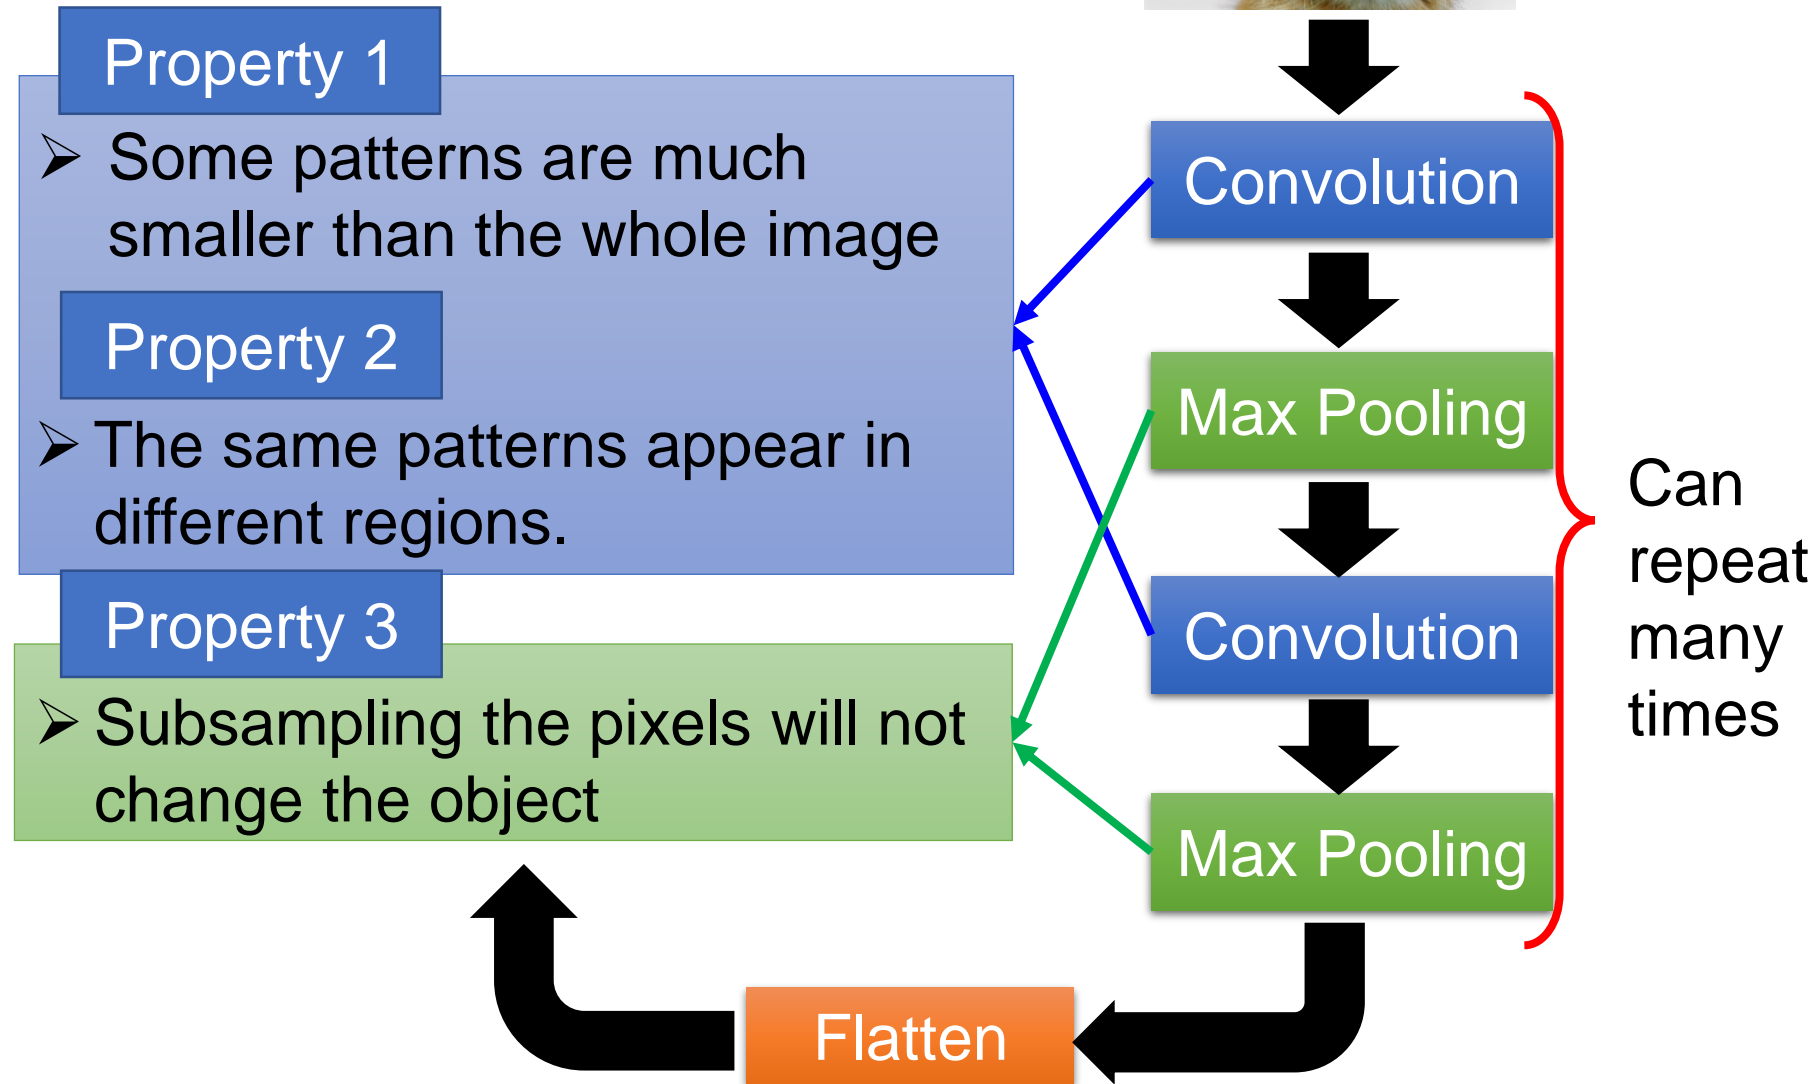 Property 1
➢ Some patterns are much
smaller than the whole image
Property 2
➢ The same patterns appear in
different regions.
Property 3
➢ Subsampling the pixels will not
change the object
Convolution
Max Pooling
Convolution
Max Pooling
Can
repeat
many
times
Flatten